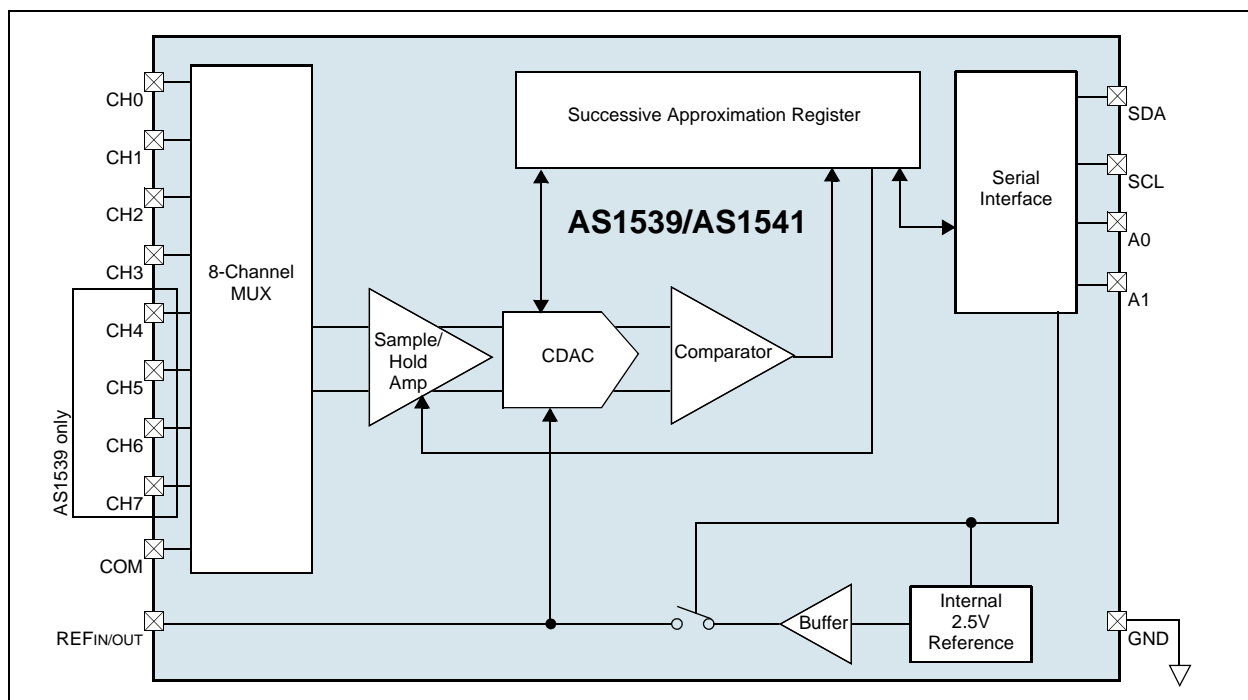 CH0
CH1
CH2
CH3
CH4
CH5
CH6
CH7
COM
REFIN/OUT
AS1539 only
8-Channel
MUX
Successive Approximation Register
AS1539/AS1541
Sample/
Hold
Amp
CDAC
Comparator
Serial
Interface
SDA
SCL
A0
A1
Buffer
Internal
2.5V
Reference
GND